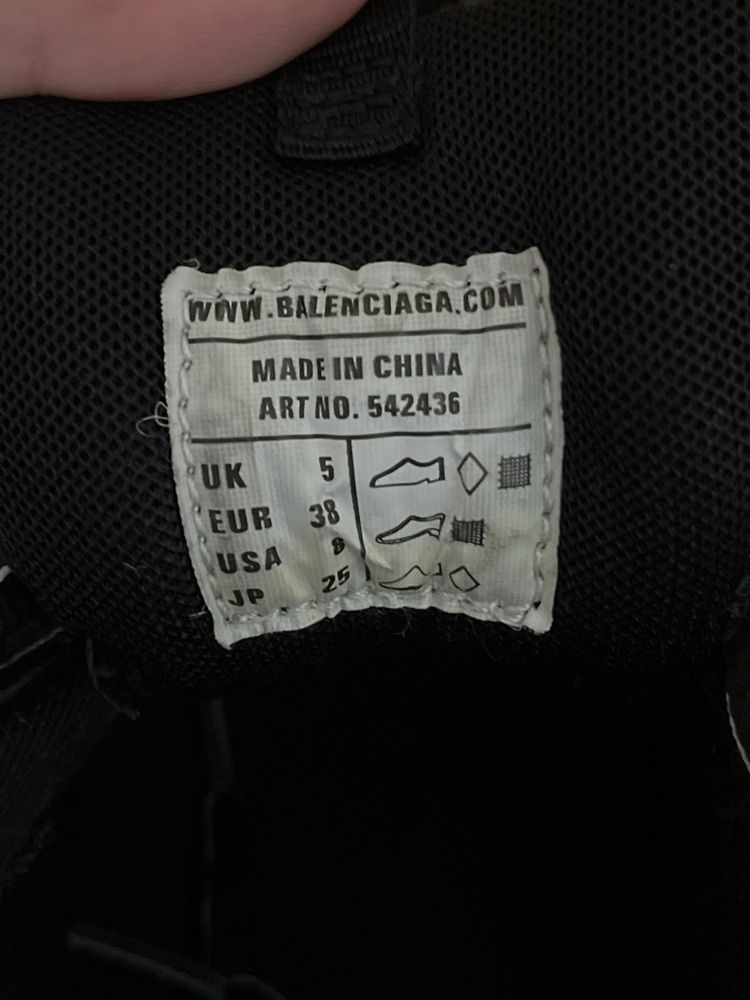 WWW.BALENCIAGA.COM
MADE IN CHINA
ART NO. 542436
UK 5
EUR 38
USA 8
JP 25